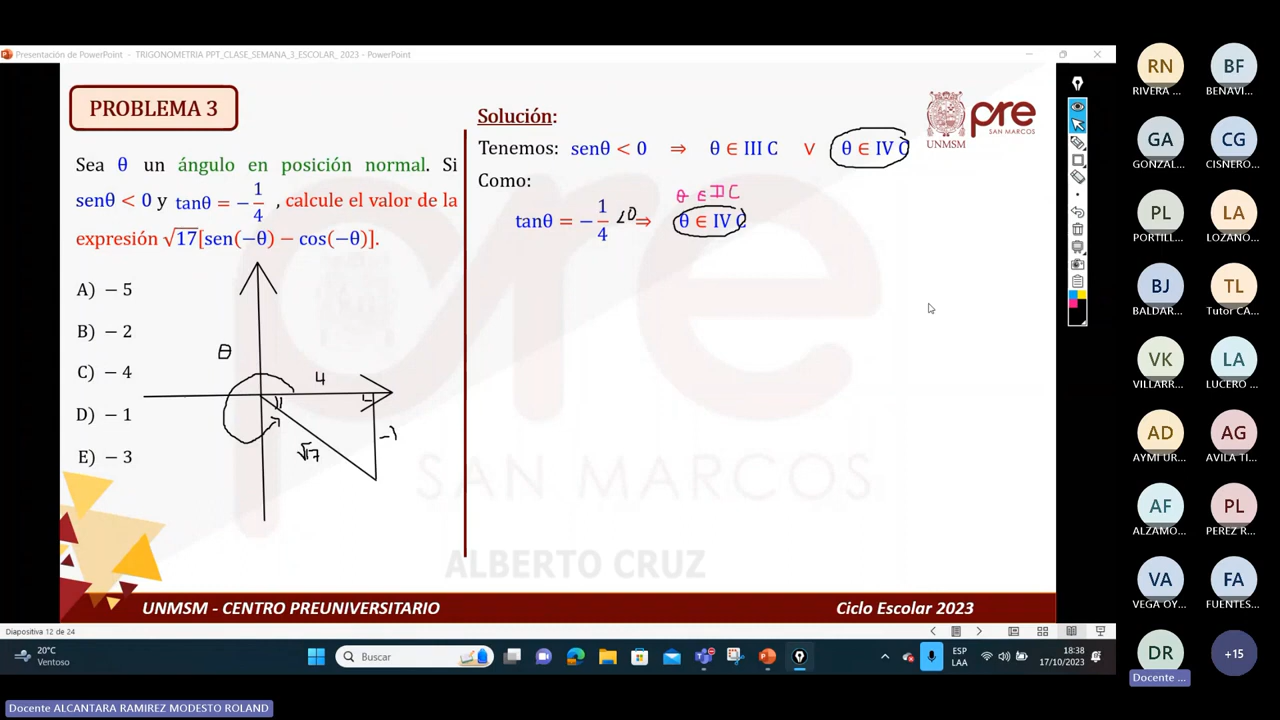 Presentación de PowerPoint - TRIGONOMETRIA PPT_CLASE_SEMANA_3_ESCOLAR_ 2023 - PowerPoint
PROBLEMA 3
Sea θ un ángulo en posición normal. Si
senθ < 0 y tanθ = −1/4 , calcule el valor de la
expresión √17[sen(−θ) − cos(−θ)].
A) − 5
B) − 2
C) − 4
D) − 1
E) − 3
θ
4
√17
Solución:
Tenemos: senθ < 0 ⇒ θ ∈ III C ∨ θ ∈ IV C
Como:
θ ∈ II C
tanθ = −1/4 <0 ⇒ θ ∈ IV C
pre
SAN MARCOS
UNMSM
pre
SAN MARCOS
ALBERTO CRUZ
UNMSM - CENTRO PREUNIVERSITARIO
Ciclo Escolar 2023
Diapositiva 12 de 24
20°C
Ventoso
Buscar
ESP
LAA
18:38
17/10/2023
RN
RIVERA ...
BF
BENAVI...
GA
GONZAL...
CG
CISNERO...
PL
PORTILL...
LA
LOZANO...
BJ
BALDAR...
TL
Tutor CA...
VK
VILLARR...
LA
LUCERO ...
AD
AYMI UR...
AG
AVILA TI...
AF
ALZAMO...
PL
PEREZ R...
VA
VEGA OY...
FA
FUENTES...
DR
Docente ...
+15
Docente ALCANTARA RAMIREZ MODESTO ROLAND